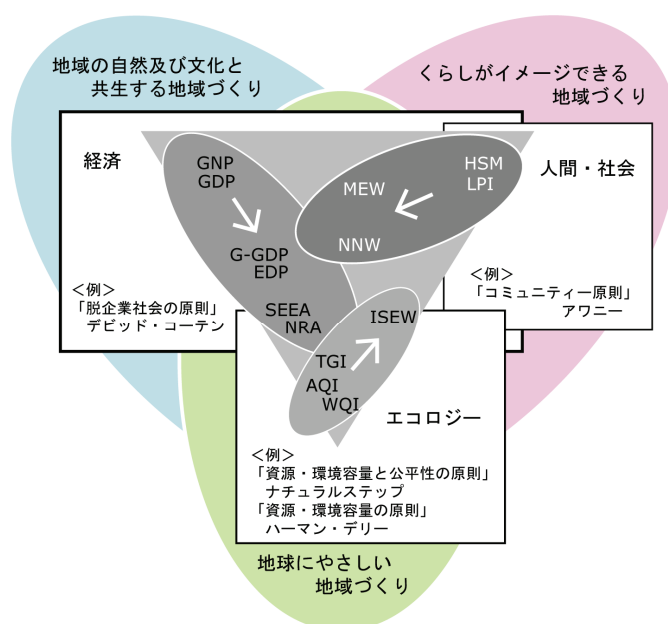 地域の自然及び文化と
共生する地域づくり
くらしがイメージできる
地域づくり
経済
人間・社会
GNP
GDP
G-GDP
EDP
SEEA
NRA
HSM
LPI
MEW
NNW
<例>
「脱企業社会の原則」
デビッド・コーテン
<例>
「コミュニティー原則」
アワニー
ISEW
TGI
AQI
WQI
エコロジー
<例>
「資源・環境容量と公平性の原則」
ナチュラルステップ
「資源・環境容量の原則」
ハーマン・デリー
地球にやさしい
地域づくり